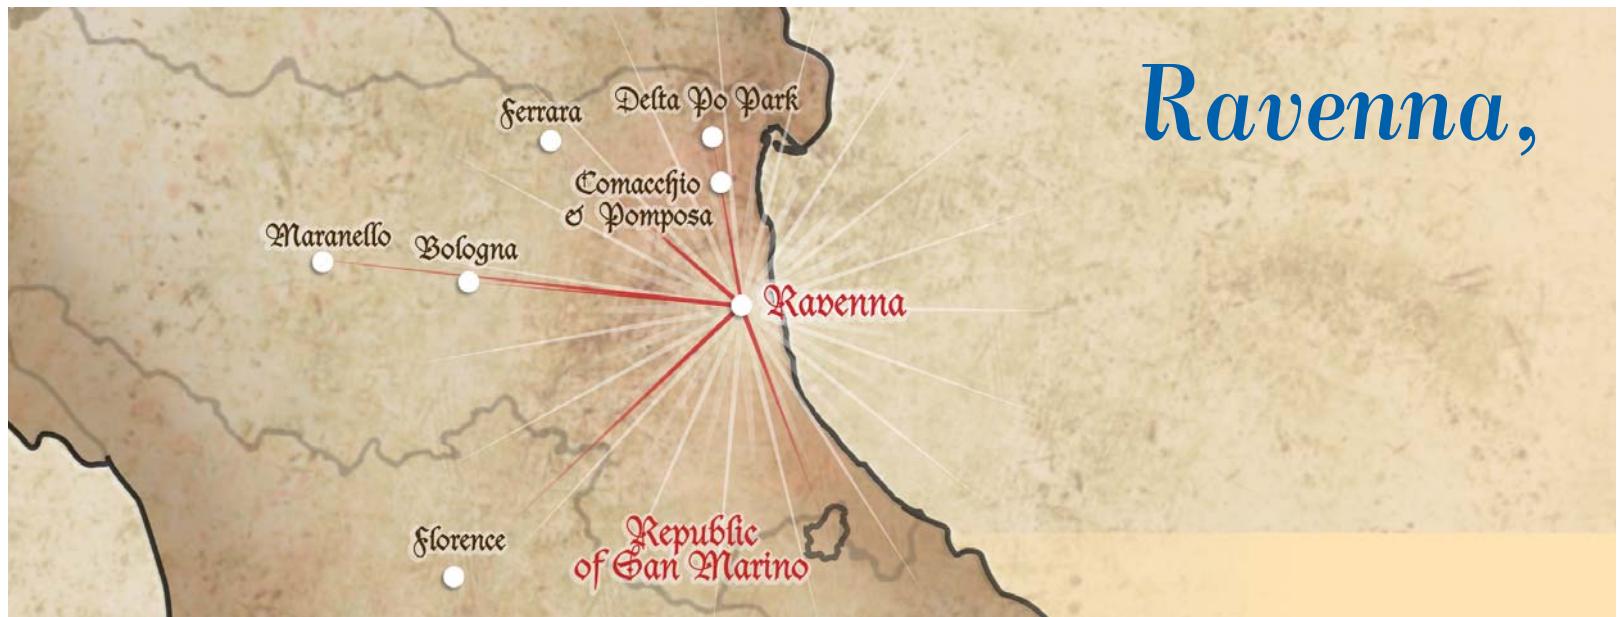 Ravenna,
Ferrara
Delta Po Park
Comacchio
& Pomposa
Maranello
Bologna
Ravenna
Florence
Republic
of San Marino